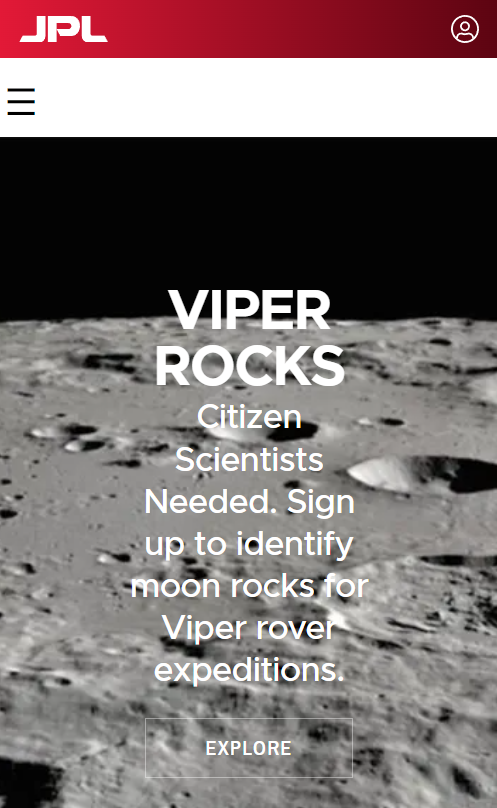 JPL
VIPER
ROCKS
Citizen
Scientists
Needed. Sign
up to identify
moon rocks for
Viper rover
expeditions.
EXPLORE